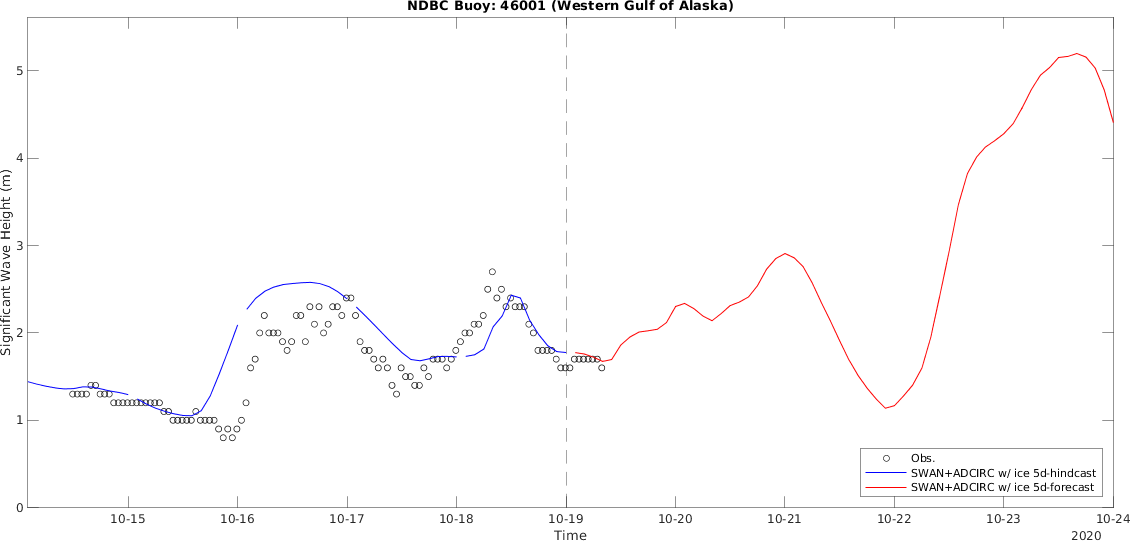 NDBC Buoy: 46001 (Western Gulf of Alaska)
Significant Wave Height (m)
5
4
3
2
1
0
Obs.
SWAN+ADCIRC w/ ice 5d-hindcast
SWAN+ADCIRC w/ ice 5d-forecast
10-15 10-16 10-17 10-18 10-19 10-20 10-21 10-22 10-23 10-24
Time
2020